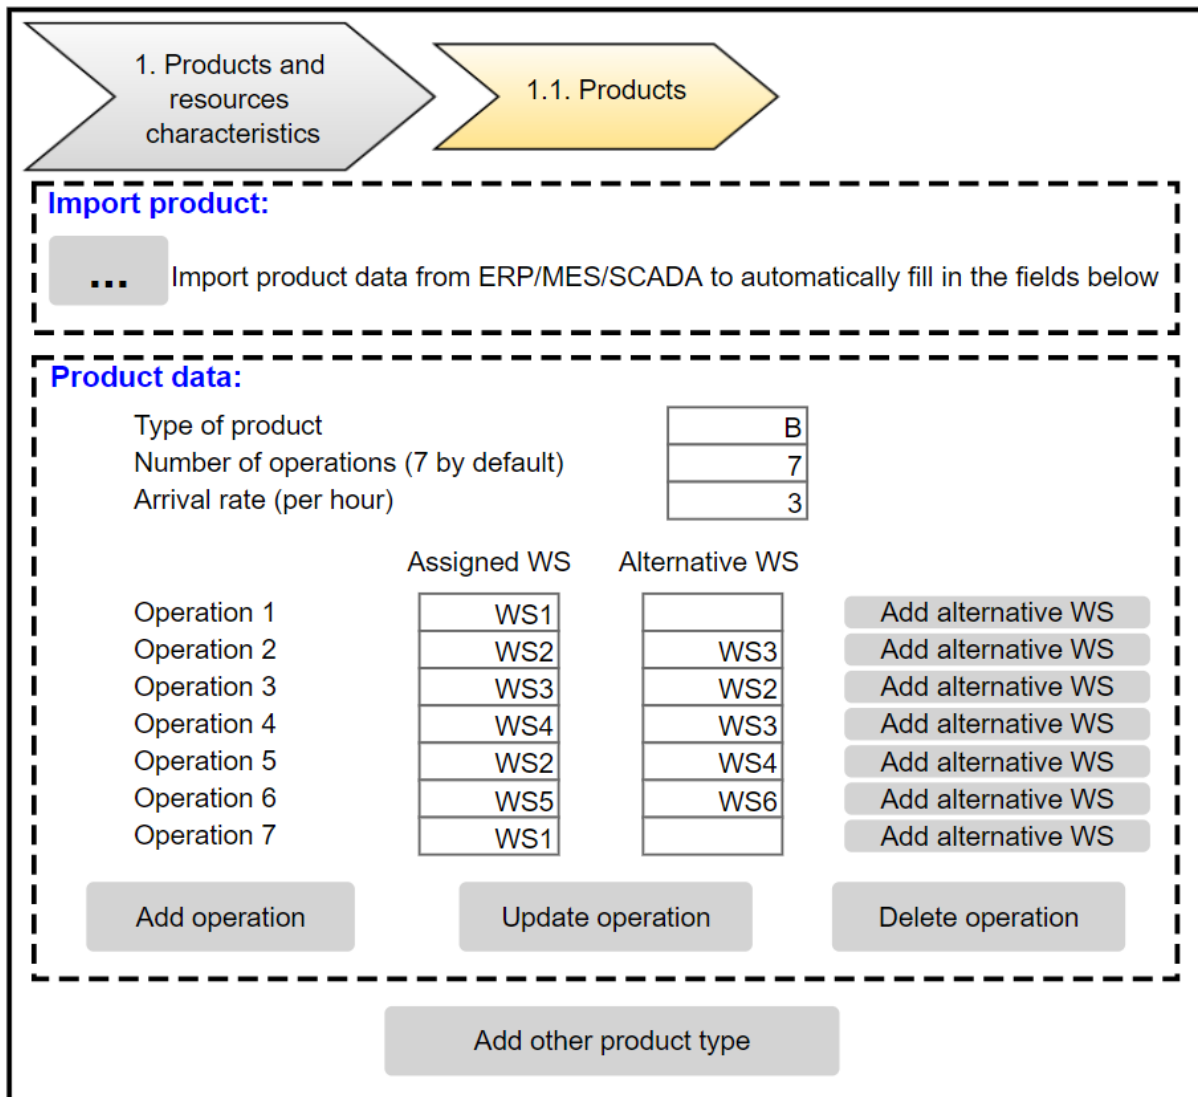 1. Products and
resources
characteristics
1.1. Products
Import product:
... Import product data from ERP/MES/SCADA to automatically fill in the fields below
Product data:
Type of product B
Number of operations (7 by default) 7
Arrival rate (per hour) 3
Assigned WS Alternative WS
Operation 1 WS1 Add alternative WS
Operation 2 WS2 WS3 Add alternative WS
Operation 3 WS3 WS2 Add alternative WS
Operation 4 WS4 WS3 Add alternative WS
Operation 5 WS2 WS4 Add alternative WS
Operation 6 WS5 WS6 Add alternative WS
Operation 7 WS1 Add alternative WS
Add operation Update operation Delete operation
Add other product type